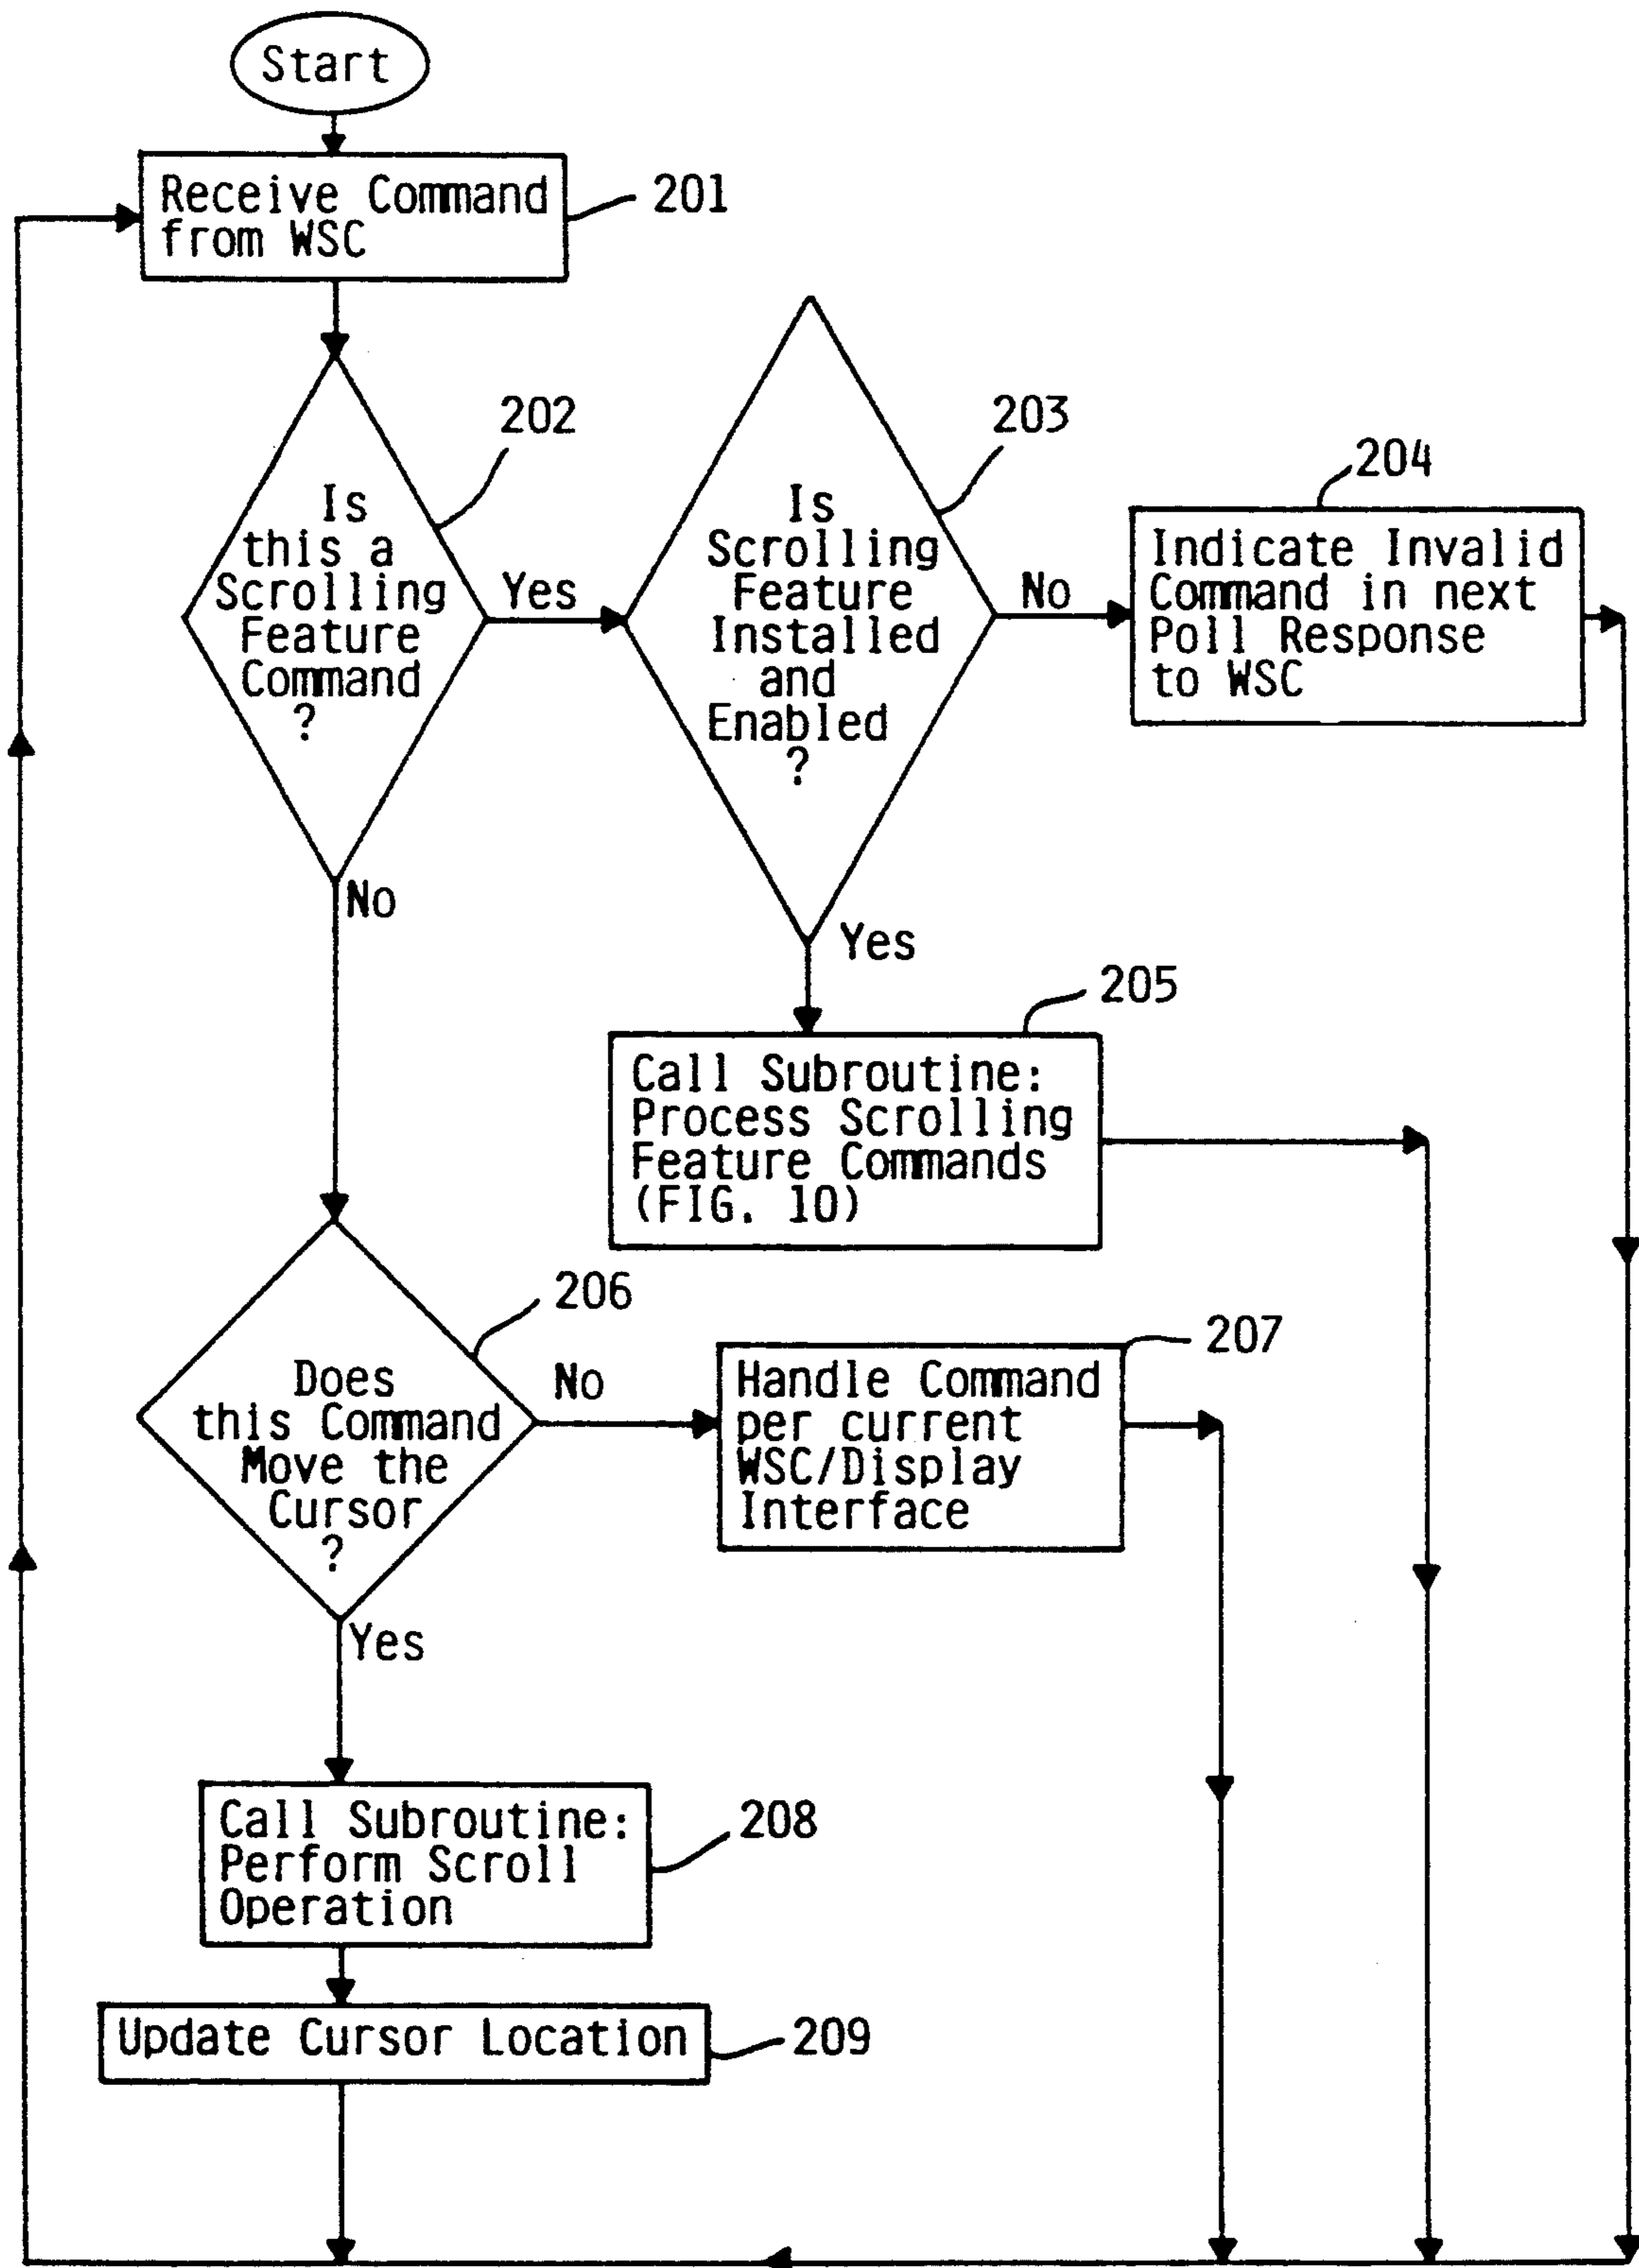 Start
Receive Command
from WSC
201
202
Is
this a
Scrolling
Feature
Command
?
Yes
No
203
Is
Scrolling
Feature
Installed
and
Enabled
?
No
Yes
204
Indicate Invalid
Command in next
Poll Response
to WSC
205
Call Subroutine:
Process Scrolling
Feature Commands
(FIG. 10)
206
Does
this Command
Move the
Cursor
?
No
Yes
207
Handle Command
per current
WSC/Display
Interface
Call Subroutine:
Perform Scroll
Operation
208
Update Cursor Location
209